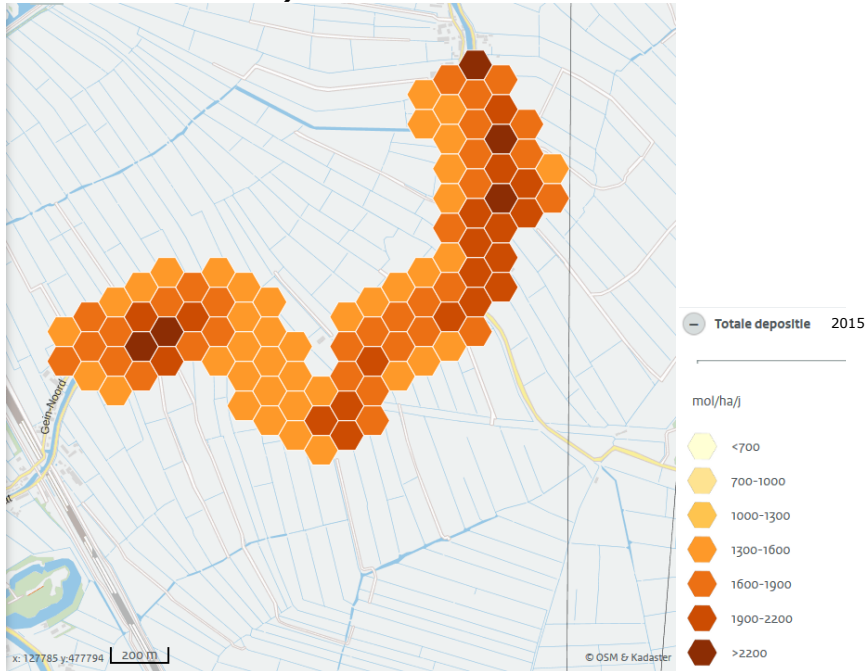 Gein-Noord
x: 127785 y:477794
200 m
© OSM & Kadaster
Totale depositie 2015
mol/ha/j
<700
700-1000
1000-1300
1300-1600
1600-1900
1900-2200
>2200